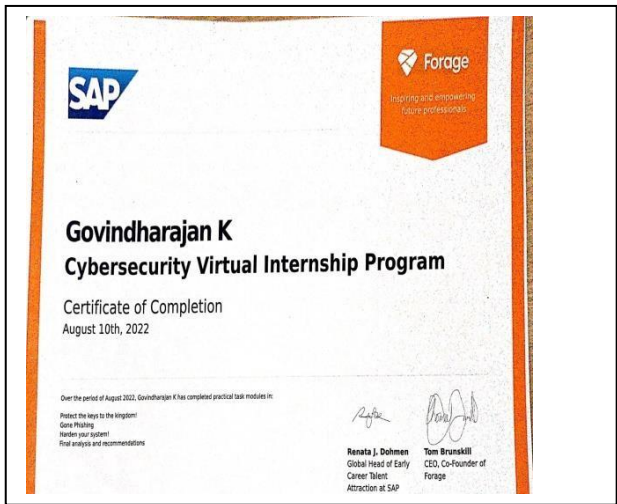 SAP
Forage
Inspiring and empowering
future professionals
Govindharajan K
Cybersecurity Virtual Internship Program
Certificate of Completion
August 10th, 2022
Over the period of August 2022, Govindharajan K has completed practical task modules in:
Protect the keys to the kingdom!
Gone Phishing
Harden your system!
Final analysis and recommendations
Renata J. Dohmen
Global Head of Early
Career Talent
Attraction at SAP
Tom Brunskill
CEO, Co-Founder of
Forage